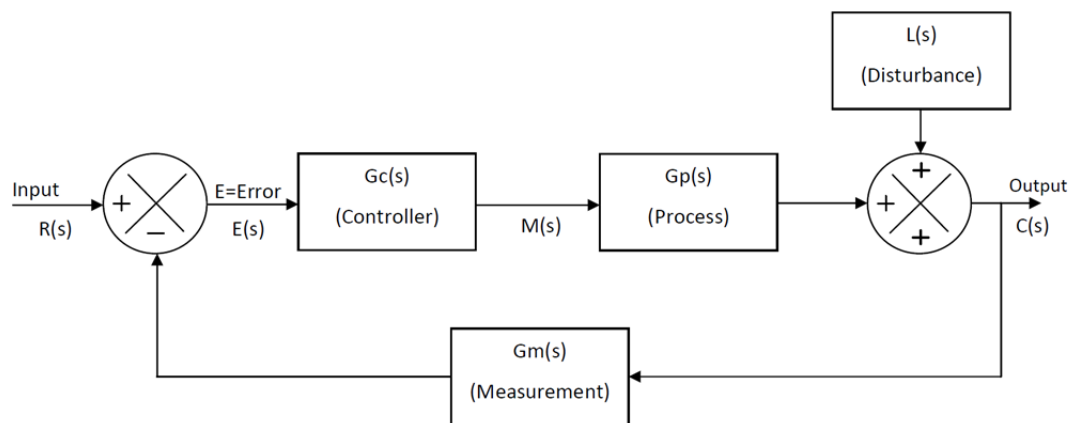 L(s)
(Disturbance)
Input
R(s)
+
−
E=Error
E(s)
Gc(s)
(Controller)
M(s)
Gp(s)
(Process)
+
+
+
Output
C(s)
Gm(s)
(Measurement)